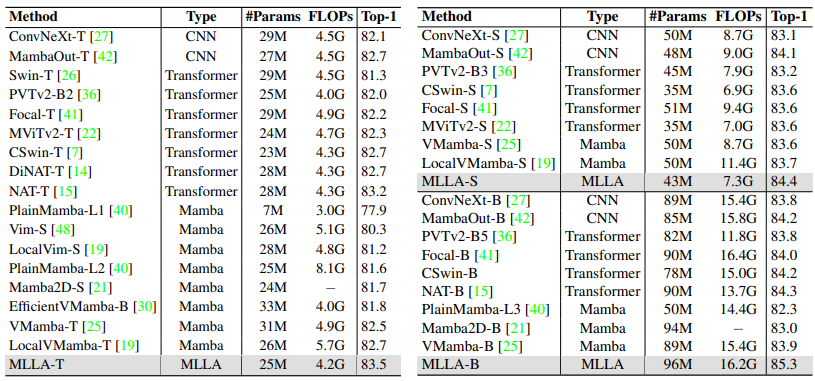 Method Type #Params FLOPs Top-1
ConvNeXt-T [27] CNN 29M 4.5G 82.1
MambaOut-T [42] CNN 27M 4.5G 82.7
Swin-T [26] Transformer 29M 4.5G 81.3
PVTv2-B2 [36] Transformer 25M 4.0G 82.0
Focal-T [41] Transformer 29M 4.9G 82.2
MViTv2-T [22] Transformer 24M 4.7G 82.3
CSwin-T [7] Transformer 23M 4.3G 82.7
DiNAT-T [14] Transformer 28M 4.3G 82.7
NAT-T [15] Transformer 28M 4.3G 83.2
PlainMamba-L1 [40] Mamba 7M 3.0G 77.9
Vim-S [48] Mamba 26M 5.1G 80.3
LocalVim-S [19] Mamba 28M 4.8G 81.2
PlainMamba-L2 [40] Mamba 25M 8.1G 81.6
Mamba2D-S [21] Mamba 24M – 81.7
EfficientVMamba-B [30] Mamba 33M 4.0G 81.8
VMamba-T [25] Mamba 31M 4.9G 82.5
LocalVMamba-T [19] Mamba 26M 5.7G 82.7
MLLA-T MLLA 25M 4.2G 83.5
Method Type #Params FLOPs Top-1
ConvNeXt-S [27] CNN 50M 8.7G 83.1
MambaOut-S [42] CNN 48M 9.0G 84.1
PVTv2-B3 [36] Transformer 45M 7.9G 83.2
CSwin-S [7] Transformer 35M 6.9G 83.6
Focal-S [41] Transformer 51M 9.4G 83.6
MViTv2-S [22] Transformer 35M 7.0G 83.6
VMamba-S [25] Mamba 50M 8.7G 83.6
LocalVMamba-S [19] Mamba 50M 11.4G 83.7
MLLA-S MLLA 43M 7.3G 84.4
ConvNeXt-B [27] CNN 89M 15.4G 83.8
MambaOut-B [42] CNN 85M 15.8G 84.2
PVTv2-B5 [36] Transformer 82M 11.8G 83.8
Focal-B [41] Transformer 90M 16.4G 84.0
CSwin-B Transformer 78M 15.0G 84.2
NAT-B [15] Transformer 90M 13.7G 84.3
PlainMamba-L3 [40] Mamba 50M 14.4G 82.3
Mamba2D-B [21] Mamba 94M – 83.0
VMamba-B [25] Mamba 89M 15.4G 83.9
MLLA-B MLLA 96M 16.2G 85.3